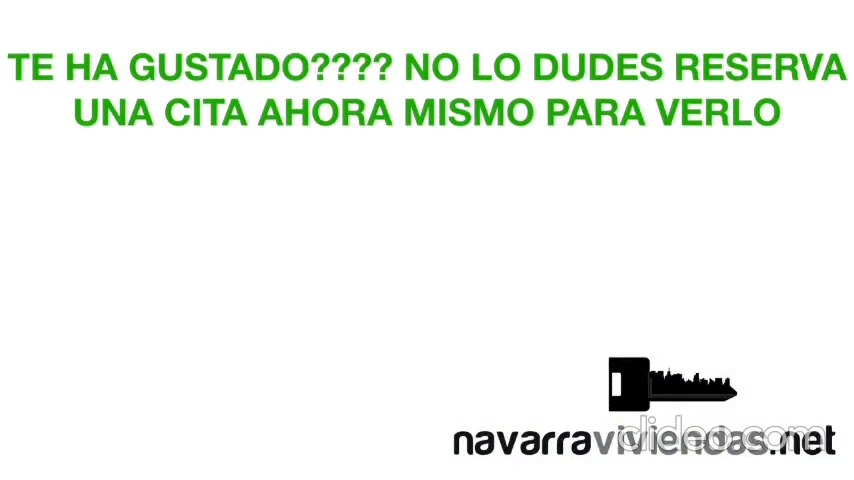 TE HA GUSTADO???? NO LO DUDES RESERVA
UNA CITA AHORA MISMO PARA VERLO
navarraviviendas.net
clideo.com